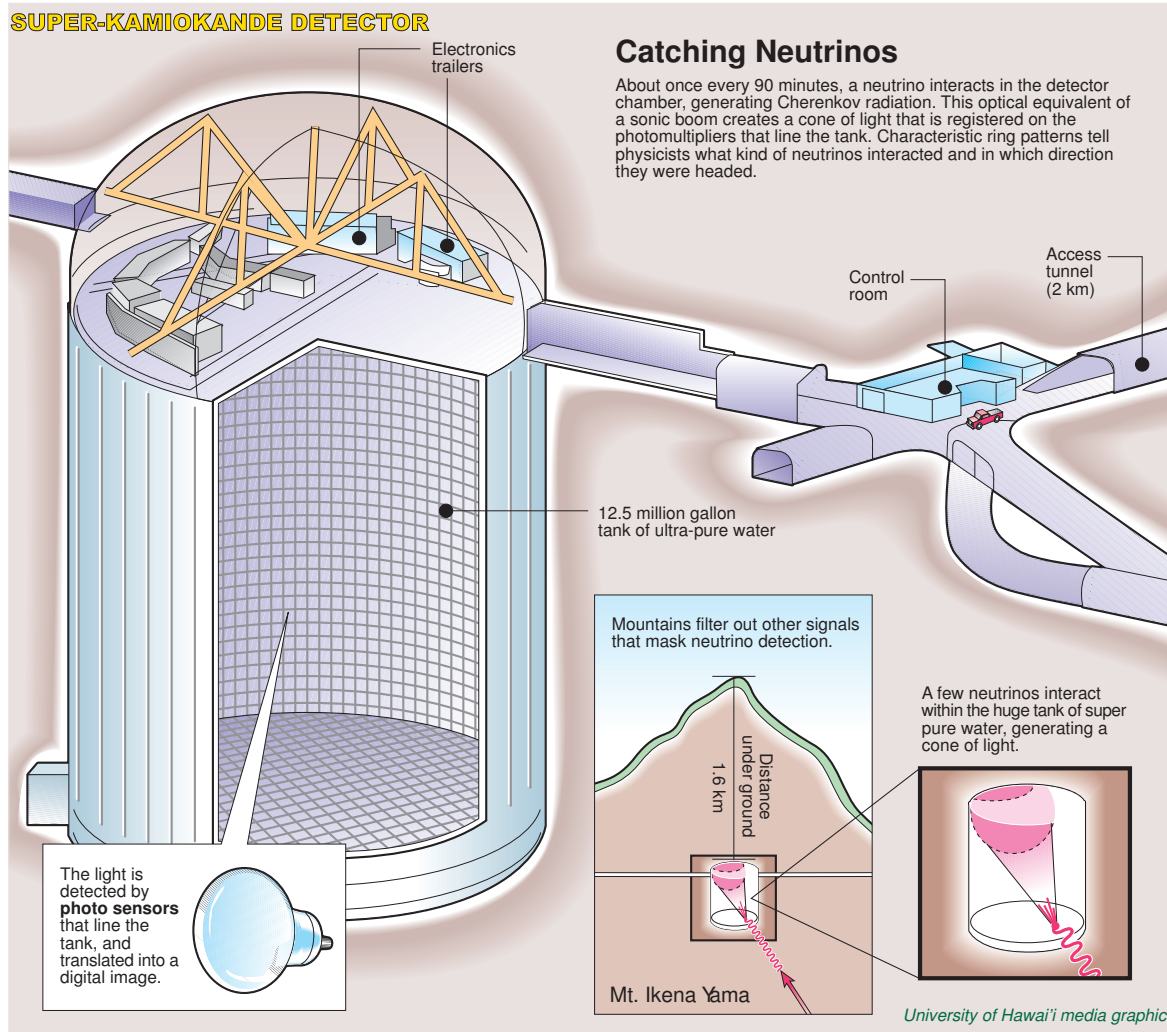 SUPER-KAMIOKANDE DETECTOR
Electronics
trailers
Catching Neutrinos
About once every 90 minutes, a neutrino interacts in the detector
chamber, generating Cherenkov radiation. This optical equivalent of
a sonic boom creates a cone of light that is registered on the
photomultipliers that line the tank. Characteristic ring patterns tell
physicists what kind of neutrinos interacted and in which direction
they were headed.
Access
tunnel
(2 km)
Control
room
12.5 million gallon
tank of ultra-pure water
Mountains filter out other signals
that mask neutrino detection.
Distance
under ground
1.6 km
Mt. Ikena Yama
A few neutrinos interact
within the huge tank of super
pure water, generating a
cone of light.
The light is
detected by
photo sensors
that line the
tank, and
translated into a
digital image.
University of Hawai'i media graphic